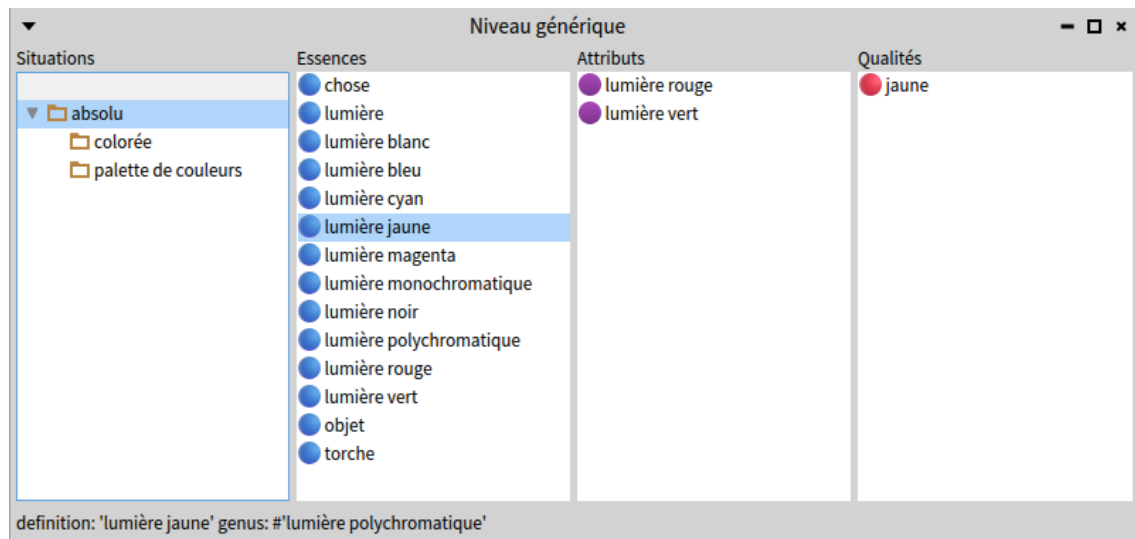 Niveau générique
Situations
absolu
colorée
palette de couleurs
Essences
chose
lumière
lumière blanc
lumière bleu
lumière cyan
lumière jaune
lumière magenta
lumière monochromatique
lumière noir
lumière polychromatique
lumière rouge
lumière vert
objet
torche
Attributs
lumière rouge
lumière vert
Qualités
jaune
definition: 'lumière jaune' genus: #'lumière polychromatique'